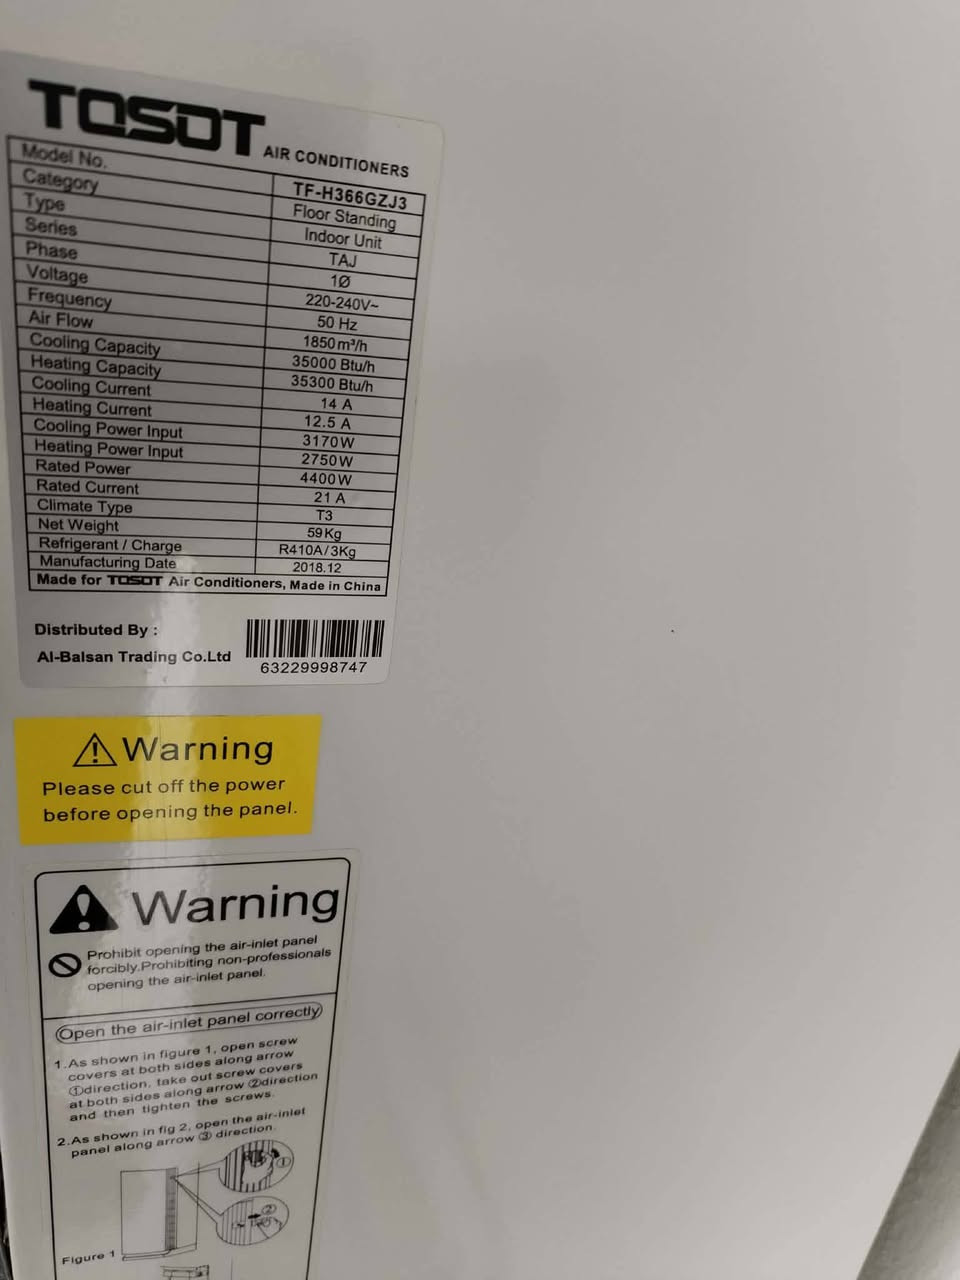 TOSOT AIR CONDITIONERS
Model No. TF-H366GZJ3
Category Floor Standing
Type Indoor Unit
Series TAJ
Phase 1Ø
Voltage 220-240V~
Frequency 50 Hz
Air Flow 1850m³/h
Cooling Capacity 35000 Btu/h
Heating Capacity 35300 Btu/h
Cooling Current 14 A
Heating Current 12.5 A
Cooling Power Input 3170W
Heating Power Input 2750W
Rated Power 4400W
Rated Current 21 A
Climate Type T3
Net Weight 59Kg
Refrigerant / Charge R410A/3Kg
Manufacturing Date 2018.12
Made for TOSOT Air Conditioners, Made in China
Distributed By :
Al-Balsan Trading Co.Ltd
63229998747
Warning
Please cut off the power
before opening the panel.
Warning
Prohibit opening the air-inlet panel
forcibly.Prohibiting non-professionals
opening the air-inlet panel.
Open the air-inlet panel correctly
1.As shown in figure 1, open screw
covers at both sides along arrow
①direction, take out screw covers
at both sides along arrow ②direction
and then tighten the screws.
2.As shown in fig 2, open the air-inlet
panel along arrow ③ direction.
①
②
Figure 1